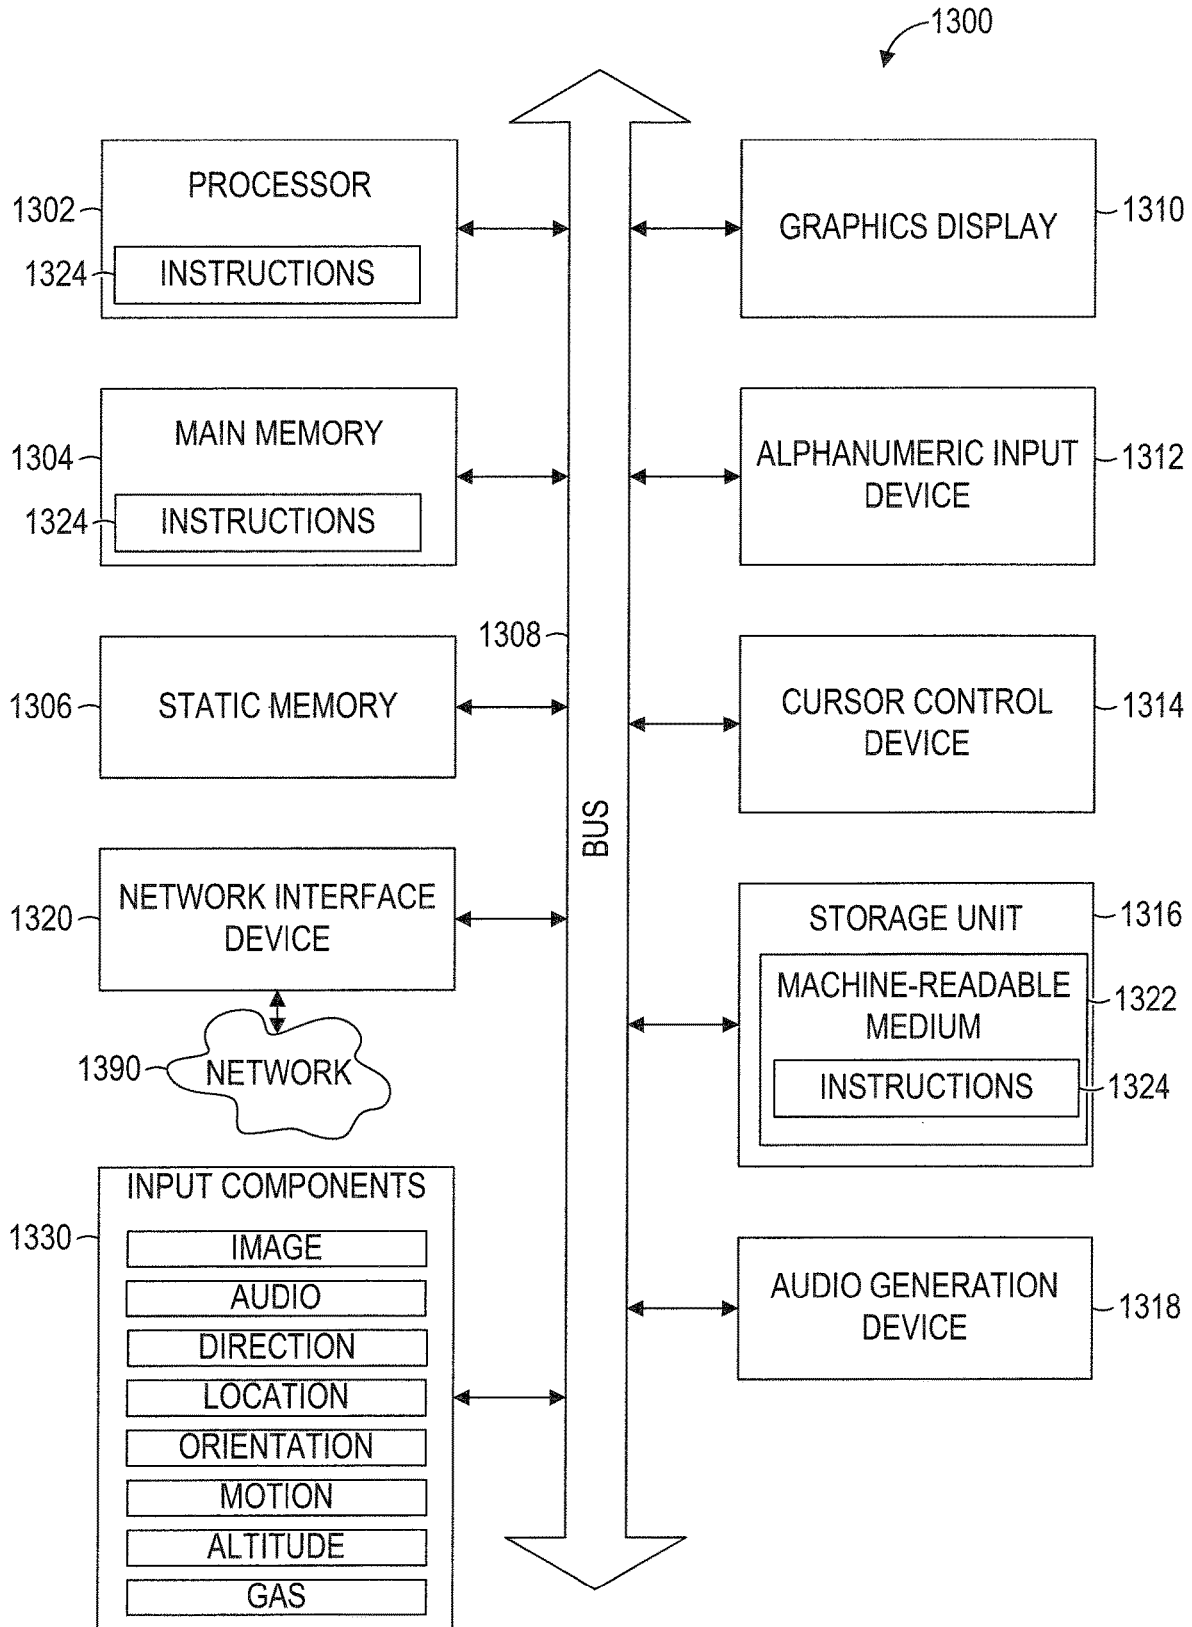 1300
PROCESSOR
1302
1324
INSTRUCTIONS
GRAPHICS DISPLAY
1310
MAIN MEMORY
1304
1324
INSTRUCTIONS
ALPHANUMERIC INPUT
DEVICE
1312
1308
STATIC MEMORY
1306
CURSOR CONTROL
DEVICE
1314
BUS
NETWORK INTERFACE
DEVICE
1320
STORAGE UNIT
1316
MACHINE-READABLE
MEDIUM
1322
INSTRUCTIONS
1324
1390
NETWORK
INPUT COMPONENTS
1330
IMAGE
AUDIO
DIRECTION
LOCATION
ORIENTATION
MOTION
ALTITUDE
GAS
AUDIO GENERATION
DEVICE
1318